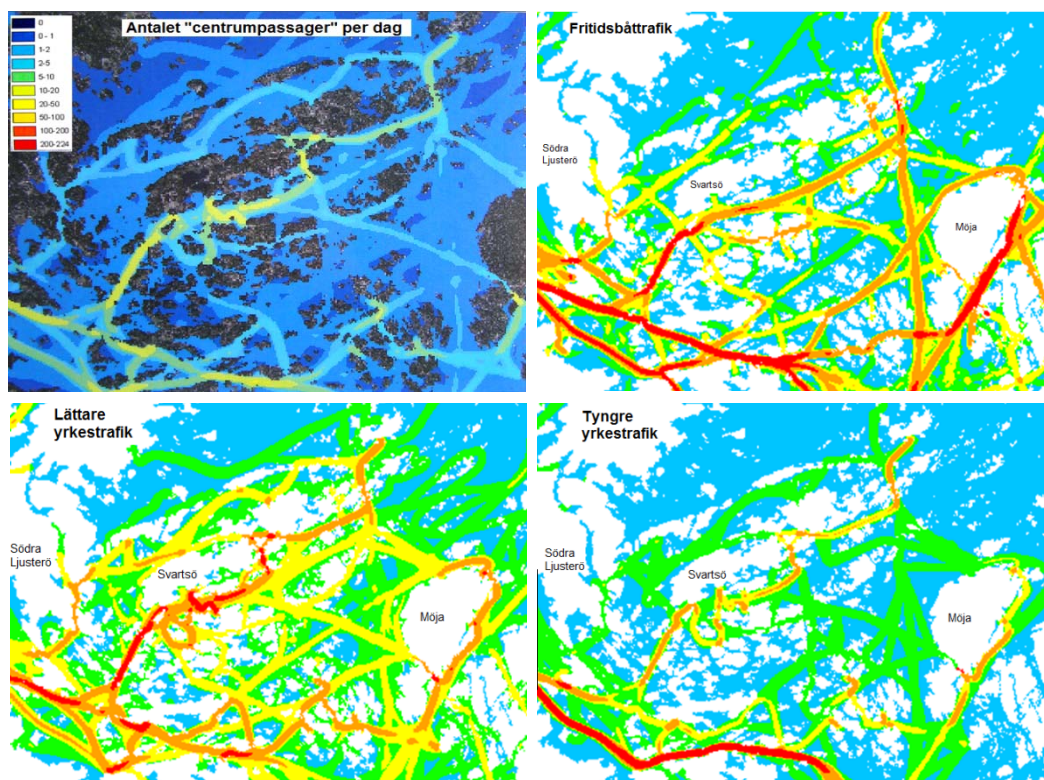 Antalet "centrumpassager" per dag
0
0 - 1
1-2
2-5
5-10
10-20
20-50
50-100
100-200
200-224
Fritidsbåttrafik
Södra
Ljusterö
Svartsö
Möja
Lättare
yrkestrafik
Södra
Ljusterö
Svartsö
Möja
Tyngre
yrkestrafik
Södra
Ljusterö
Svartsö
Möja